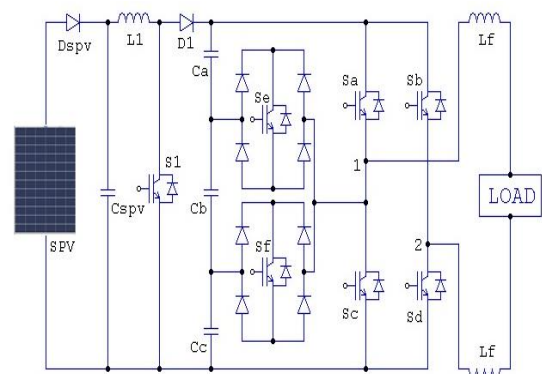 Dspv
L1
D1
Ca
Se
Sa
Sb
Lf
S1
1
Cspv
Cb
LOAD
SPV
Sf
2
Sc
Sd
Cc
Lf